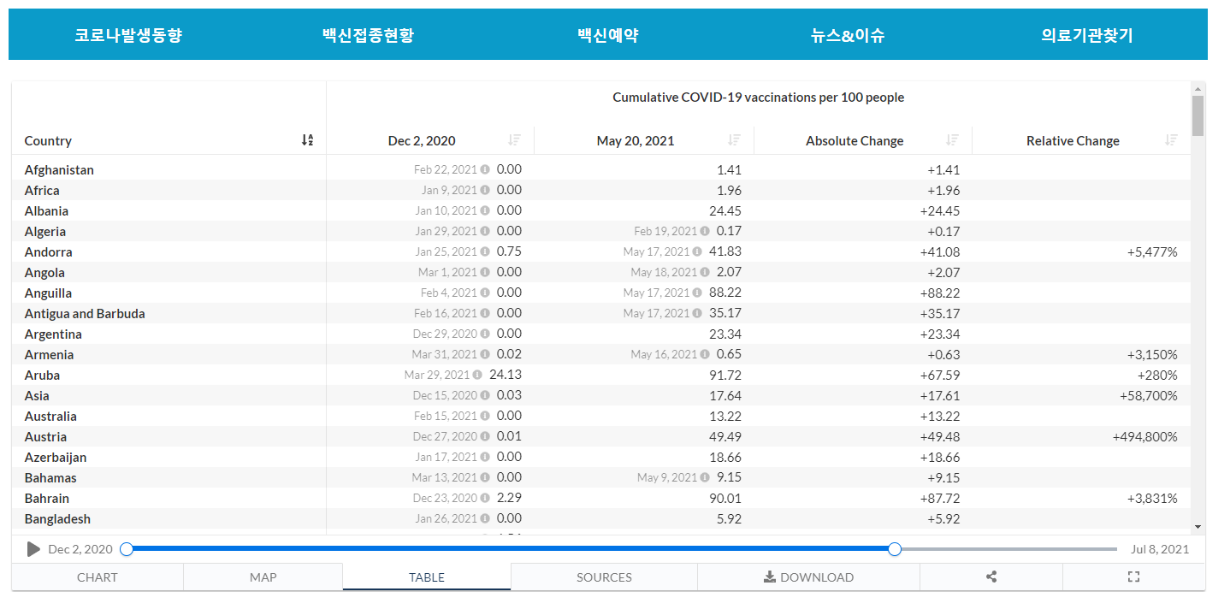 코로나발생동향 백신접종현황 백신예약 뉴스&이슈 의료기관찾기
Cumulative COVID-19 vaccinations per 100 people
Country Dec 2, 2020 May 20, 2021 Absolute Change Relative Change
Afghanistan Feb 22, 2021 0.00 1.41 +1.41
Africa Jan 9, 2021 0.00 1.96 +1.96
Albania Jan 10, 2021 0.00 24.45 +24.45
Algeria Jan 29, 2021 0.00 Feb 19, 2021 0.17 +0.17
Andorra Jan 25, 2021 0.75 May 17, 2021 41.83 +41.08 +5,477%
Angola Mar 1, 2021 0.00 May 18, 2021 2.07 +2.07
Anguilla Feb 4, 2021 0.00 May 17, 2021 88.22 +88.22
Antigua and Barbuda Feb 16, 2021 0.00 May 17, 2021 35.17 +35.17
Argentina Dec 29, 2020 0.00 23.34 +23.34
Armenia Mar 31, 2021 0.02 May 16, 2021 0.65 +0.63 +3,150%
Aruba Mar 29, 2021 24.13 91.72 +67.59 +280%
Asia Dec 15, 2020 0.03 17.64 +17.61 +58,700%
Australia Feb 15, 2021 0.00 13.22 +13.22
Austria Dec 27, 2020 0.01 49.49 +49.48 +494,800%
Azerbaijan Jan 17, 2021 0.00 18.66 +18.66
Bahamas Mar 13, 2021 0.00 May 9, 2021 9.15 +9.15
Bahrain Dec 23, 2020 2.29 90.01 +87.72 +3,831%
Bangladesh Jan 26, 2021 0.00 5.92 +5.92
Dec 2, 2020 Jul 8, 2021
CHART MAP TABLE SOURCES DOWNLOAD